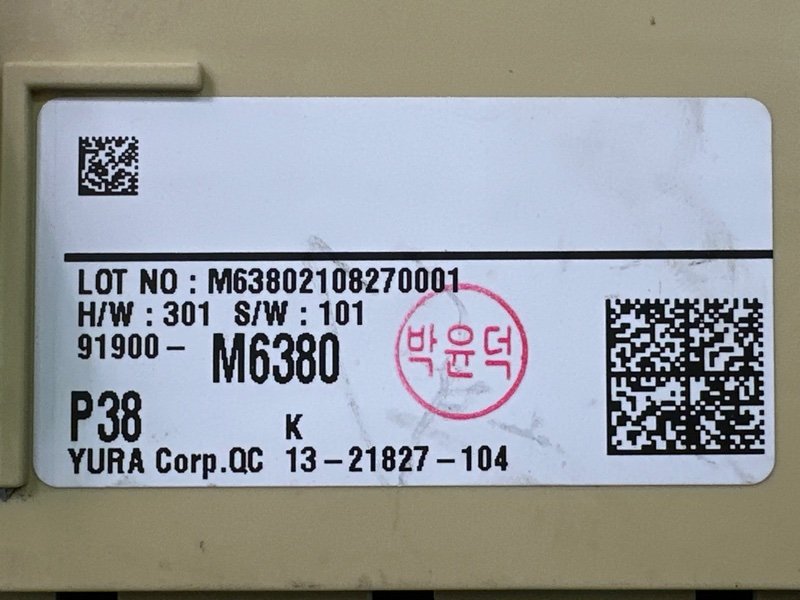 LOT NO : M63802108270001
H/W : 301 S/W : 101
91900 - M6380
박윤덕
P38
K
YURA Corp.QC 13-21827-104